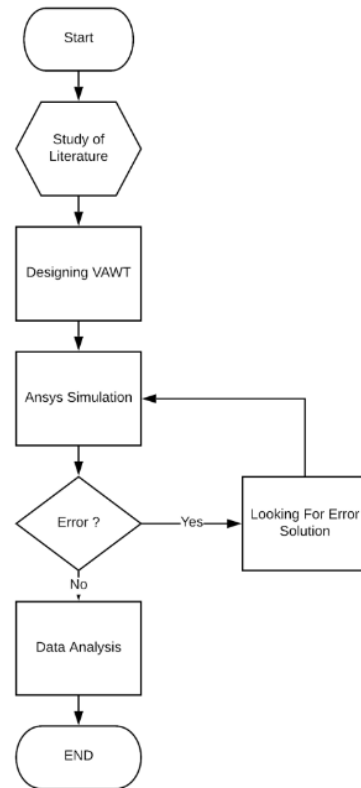 Start
Study of
Literature
Designing VAWT
Ansys Simulation
Error ?
Yes
Looking For Error
Solution
No
Data Analysis
END